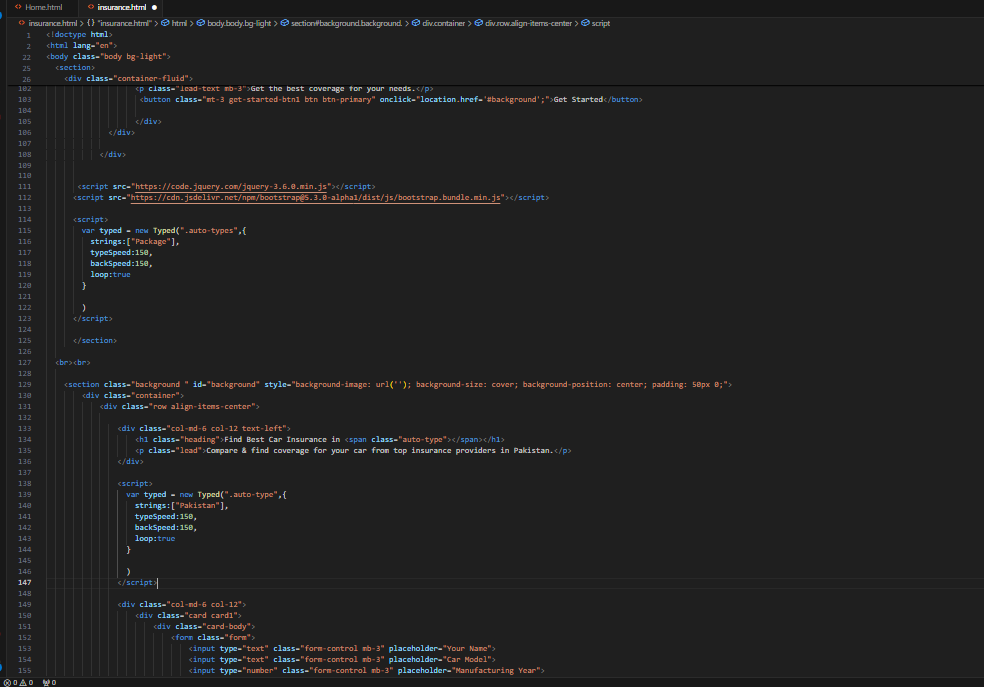 Home.html insurance.html ●
insurance.html > {} "insurance.html" > html > body.body.bg-light > section#background.background. > div.container > div.row.align-items-center > script
1 <!doctype html>
2 <html lang="en">
22 <body class="body bg-light">
25 <section>
26 <div class="container-fluid">
102 <p class="lead-text mb-3">Get the best coverage for your needs.</p>
103 <button class="mt-3 get-started-btn1 btn btn-primary" onclick="location.href='#background';">Get Started</button>
104
105 </div>
106 </div>
107
108 </div>
109
110
111 <script src="https://code.jquery.com/jquery-3.6.0.min.js"></script>
112 <script src="https://cdn.jsdelivr.net/npm/bootstrap@5.3.0-alpha1/dist/js/bootstrap.bundle.min.js"></script>
113
114 <script>
115 var typed = new Typed(".auto-types",{
116 strings:["Package"],
117 typeSpeed:150,
118 backSpeed:150,
119 loop:true
120 }
121
122 )
123 </script>
124
125 </section>
126
127 <br><br>
128
129 <section class="background " id="background" style="background-image: url(''); background-size: cover; background-position: center; padding: 50px 0;">
130 <div class="container">
131 <div class="row align-items-center">
132
133 <div class="col-md-6 col-12 text-left">
134 <h1 class="heading">Find Best Car Insurance in <span class="auto-type"></span></h1>
135 <p class="lead">Compare & find coverage for your car from top insurance providers in Pakistan.</p>
136 </div>
137
138 <script>
139 var typed = new Typed(".auto-type",{
140 strings:["Pakistan"],
141 typeSpeed:150,
142 backSpeed:150,
143 loop:true
144 }
145
146 )
147 </script>
148
149 <div class="col-md-6 col-12">
150 <div class="card card1">
151 <div class="card-body">
152 <form class="form">
153 <input type="text" class="form-control mb-3" placeholder="Your Name">
154 <input type="text" class="form-control mb-3" placeholder="Car Model">
155 <input type="number" class="form-control mb-3" placeholder="Manufacturing Year">
0 0 0